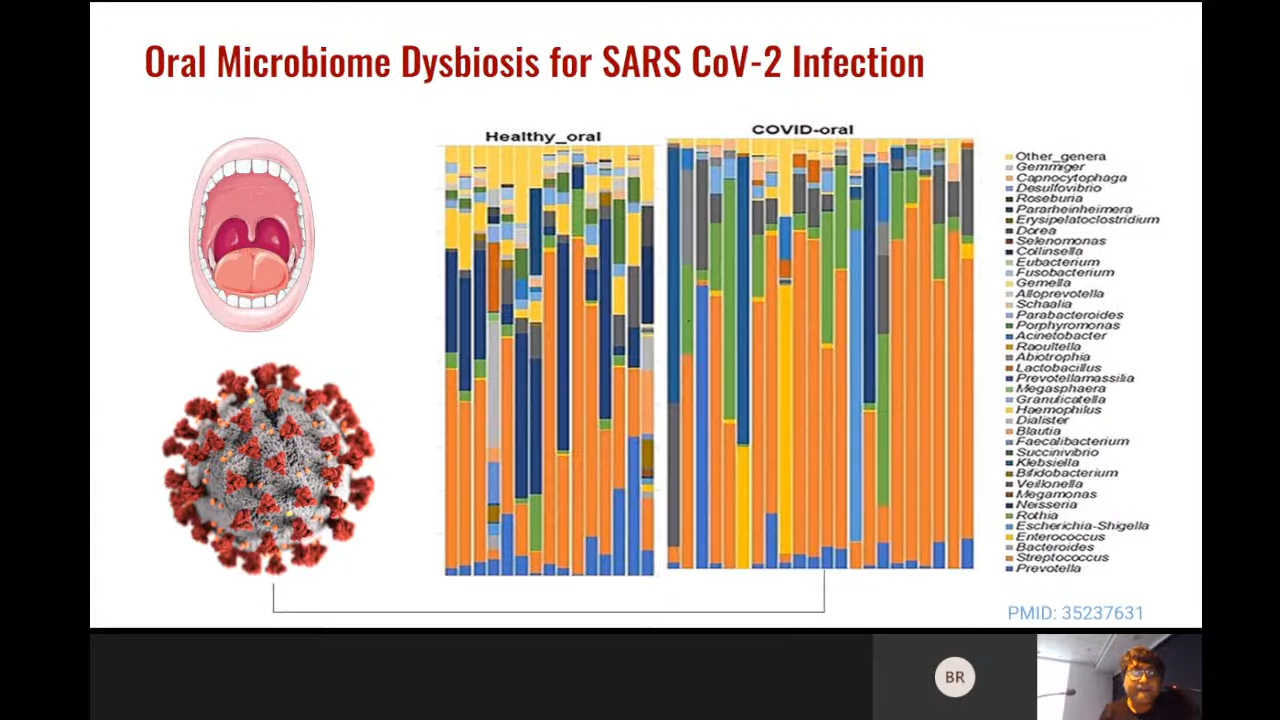 Oral Microbiome Dysbiosis for SARS CoV-2 Infection
Healthy_oral
COVID-oral
Other_genera
Gemmiger
Capnocytophaga
Desulfovibrio
Roseburia
Pararheinheimera
Erysipelatoclostridium
Dorea
Selenomonas
Collinsella
Eubacterium
Fusobacterium
Gemella
Alloprevotella
Schaalia
Parabacteroides
Porphyromonas
Acinetobacter
Raoultella
Abiotrophia
Lactobacillus
Prevotellamassilia
Megasphaera
Granulicatella
Haemophilus
Dialister
Blautia
Faecalibacterium
Succinivibrio
Klebsiella
Bifidobacterium
Veillonella
Megamonas
Neisseria
Rothia
Escherichia-Shigella
Enterococcus
Bacteroides
Streptococcus
Prevotella
PMID: 35237631
BR